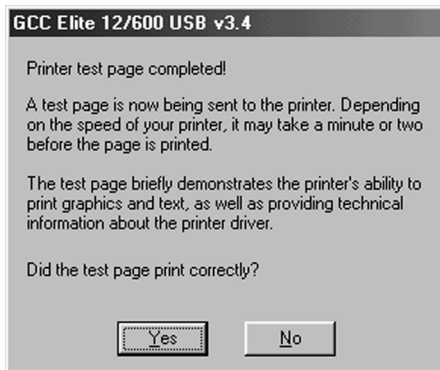 GCC Elite 12/600 USB v3.4
Printer test page completed!
A test page is now being sent to the printer. Depending
on the speed of your printer, it may take a minute or two
before the page is printed.
The test page briefly demonstrates the printer's ability to
print graphics and text, as well as providing technical
information about the printer driver.
Did the test page print correctly?
Yes
No